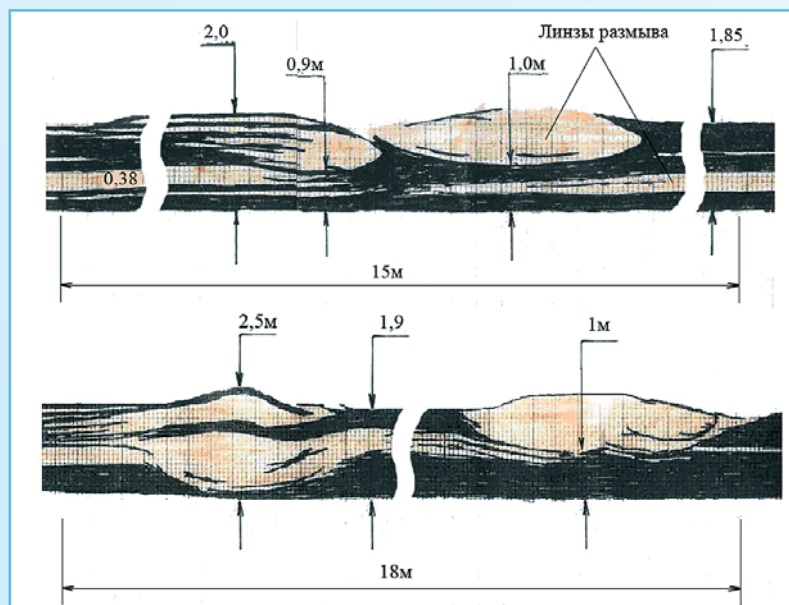 2,0
0,9м
1,0м
Линзы размыва
1,85
0,38
15м
2,5м
1,9
1м
18м